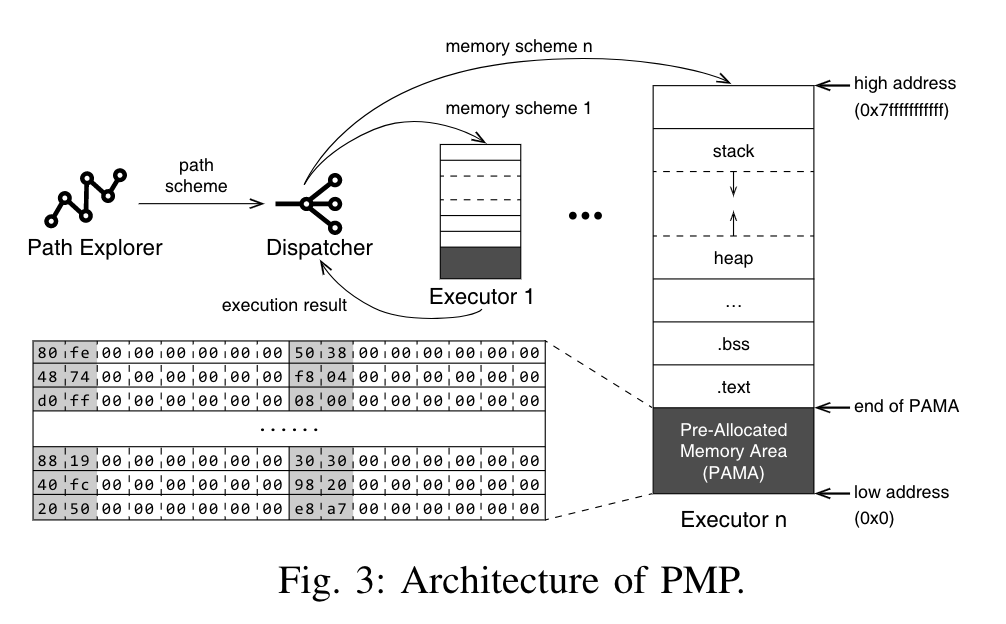 memory scheme n
high address
(0x7fffffffffff)
memory scheme 1
path
scheme
stack
Path Explorer
Dispatcher
...
heap
execution result
Executor 1
...
.bss
.text
80 fe 00 00 00 00 00 00 50 38 00 00 00 00 00 00
48 74 00 00 00 00 00 00 f8 04 00 00 00 00 00 00
d0 ff 00 00 00 00 00 00 08 00 00 00 00 00 00 00
......
88 19 00 00 00 00 00 00 30 30 00 00 00 00 00 00
40 fc 00 00 00 00 00 00 98 20 00 00 00 00 00 00
20 50 00 00 00 00 00 00 e8 a7 00 00 00 00 00 00
end of PAMA
Pre-Allocated
Memory Area
(PAMA)
low address
(0x0)
Executor n
Fig. 3: Architecture of PMP.